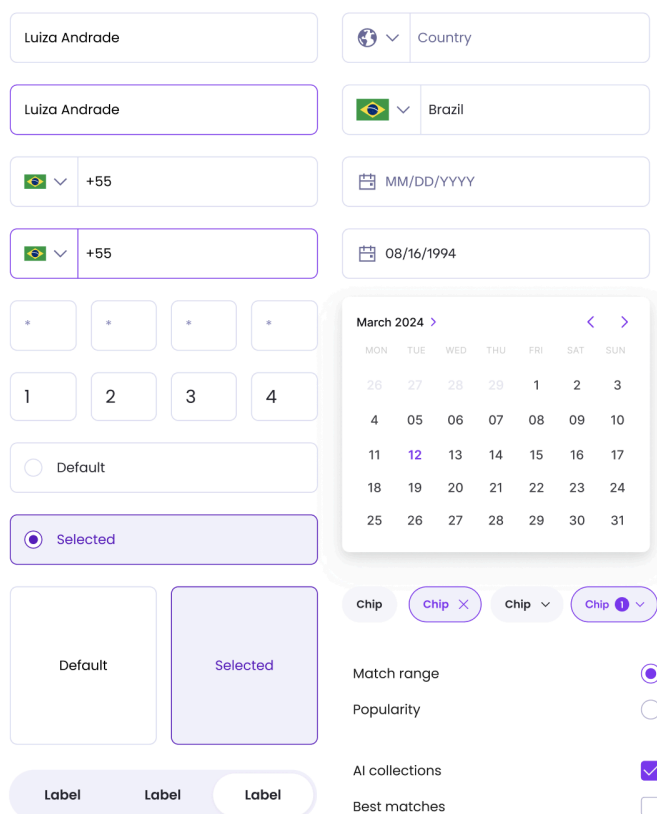 Luiza Andrade
Country
Luiza Andrade
Brazil
+55
MM/DD/YYYY
+55
08/16/1994
* * * *
1 2 3 4
Default
Selected
Default
Selected
Label Label Label
March 2024
MON TUE WED THU FRI SAT SUN
26 27 28 29 1 2 3
4 05 06 07 08 09 10
11 12 13 14 15 16 17
18 19 20 21 22 23 24
25 26 27 28 29 30 31
Chip Chip Chip Chip 1
Match range
Popularity
AI collections
Best matches